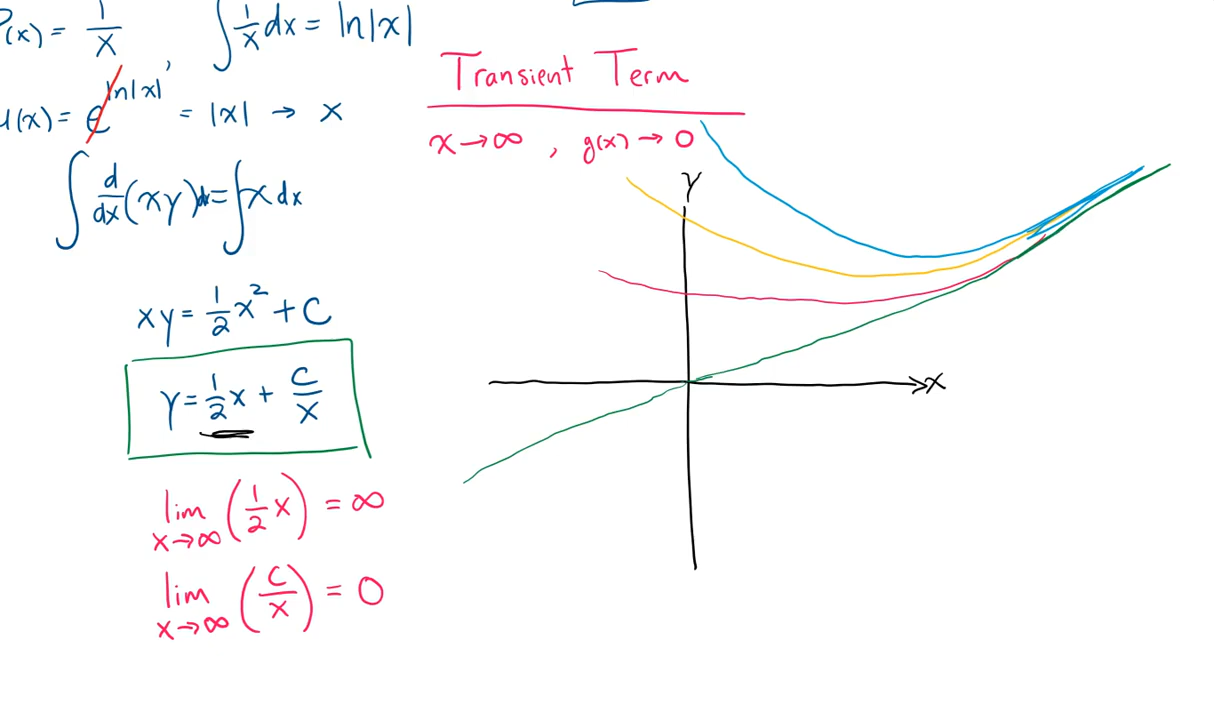 P(x) = 1/x , ∫ 1/x dx = ln|x|
μ(x) = e^ln|x| = |x| → x
∫ d/dx (xy) dx = ∫ x dx
xy = 1/2 x² + C
y = 1/2 x + C/x
lim x→∞ (1/2 x) = ∞
lim x→∞ (C/x) = 0
Transient Term
x → ∞ , g(x) → 0
y
x